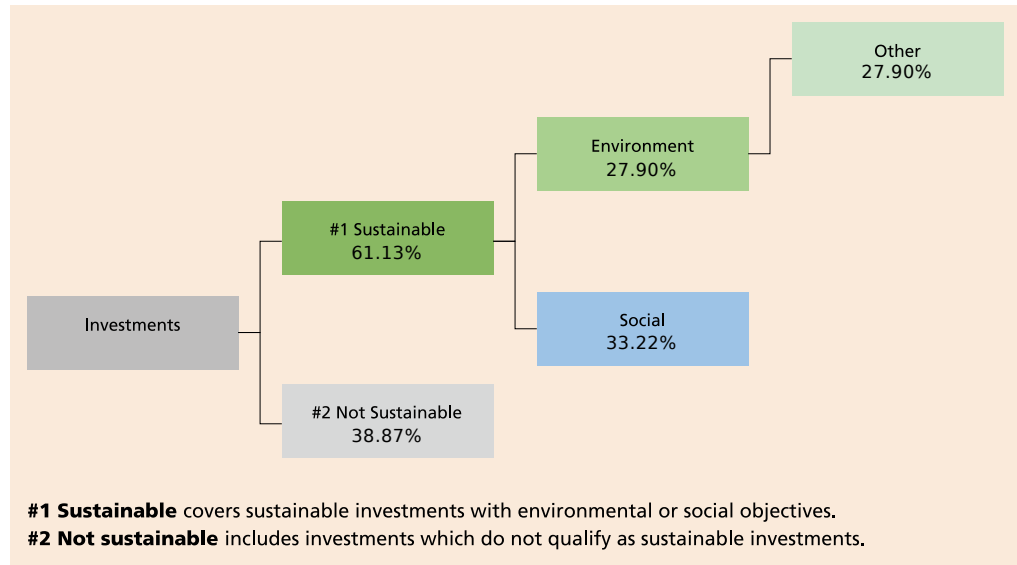 Other
27.90%
Environment
27.90%
#1 Sustainable
61.13%
Investments
Social
33.22%
#2 Not Sustainable
38.87%
#1 Sustainable covers sustainable investments with environmental or social objectives.
#2 Not sustainable includes investments which do not qualify as sustainable investments.